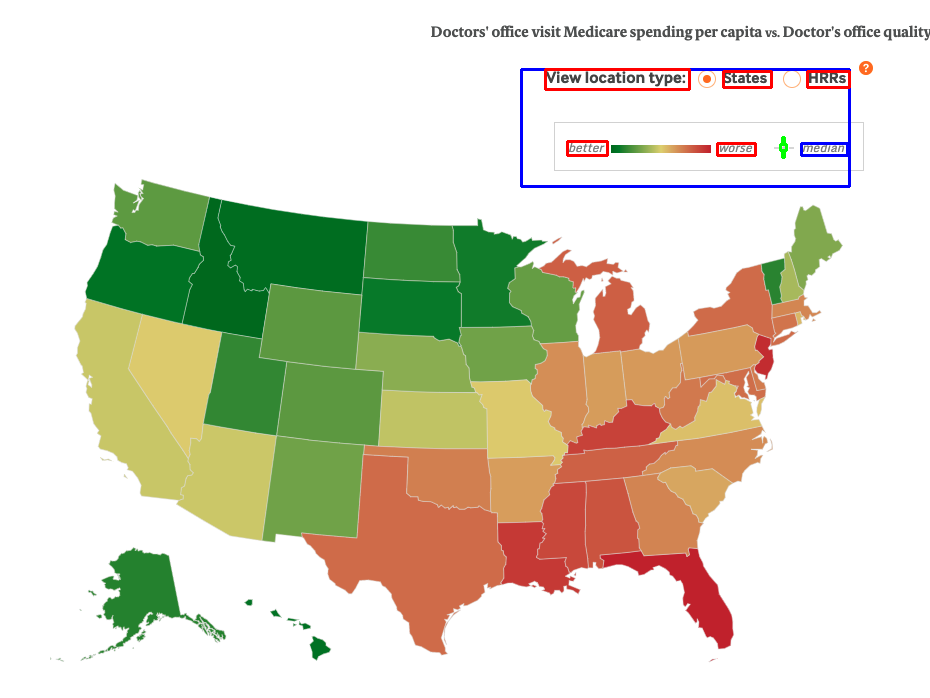 Doctors' office visit Medicare spending per capita vs. Doctor's office quality
View location type: States HRRs ?
better worse median